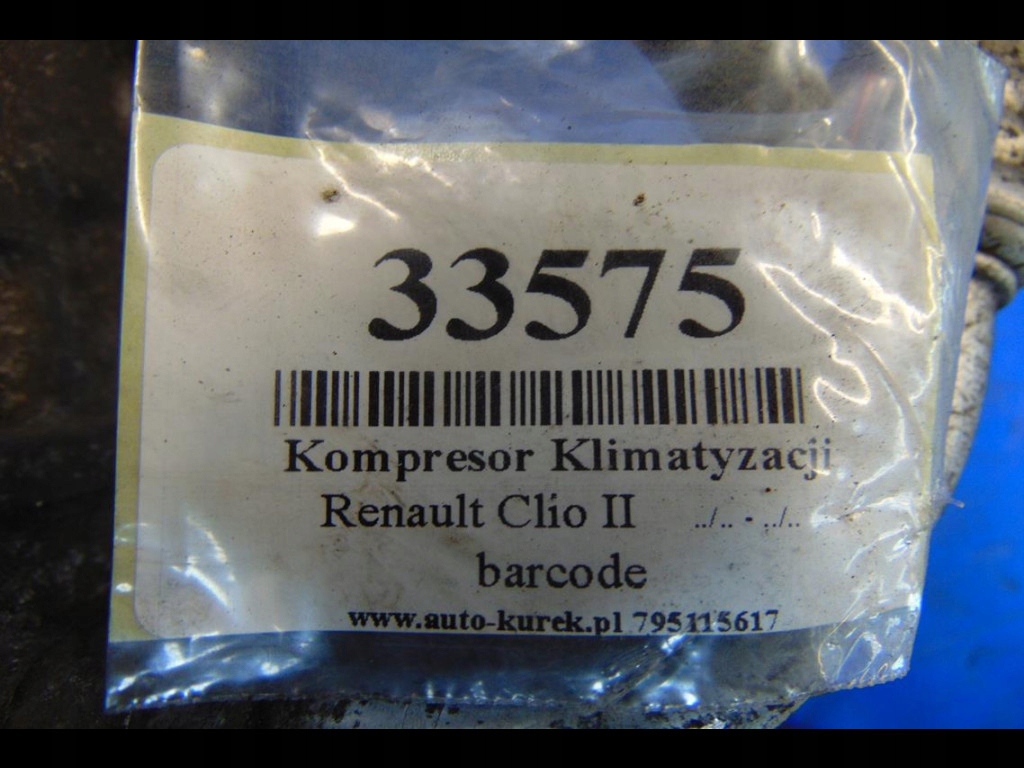 33575
Kompresor Klimatyzacji
Renault Clio II ../.. - ../..
barcode
www.auto-kurek.pl 795115617